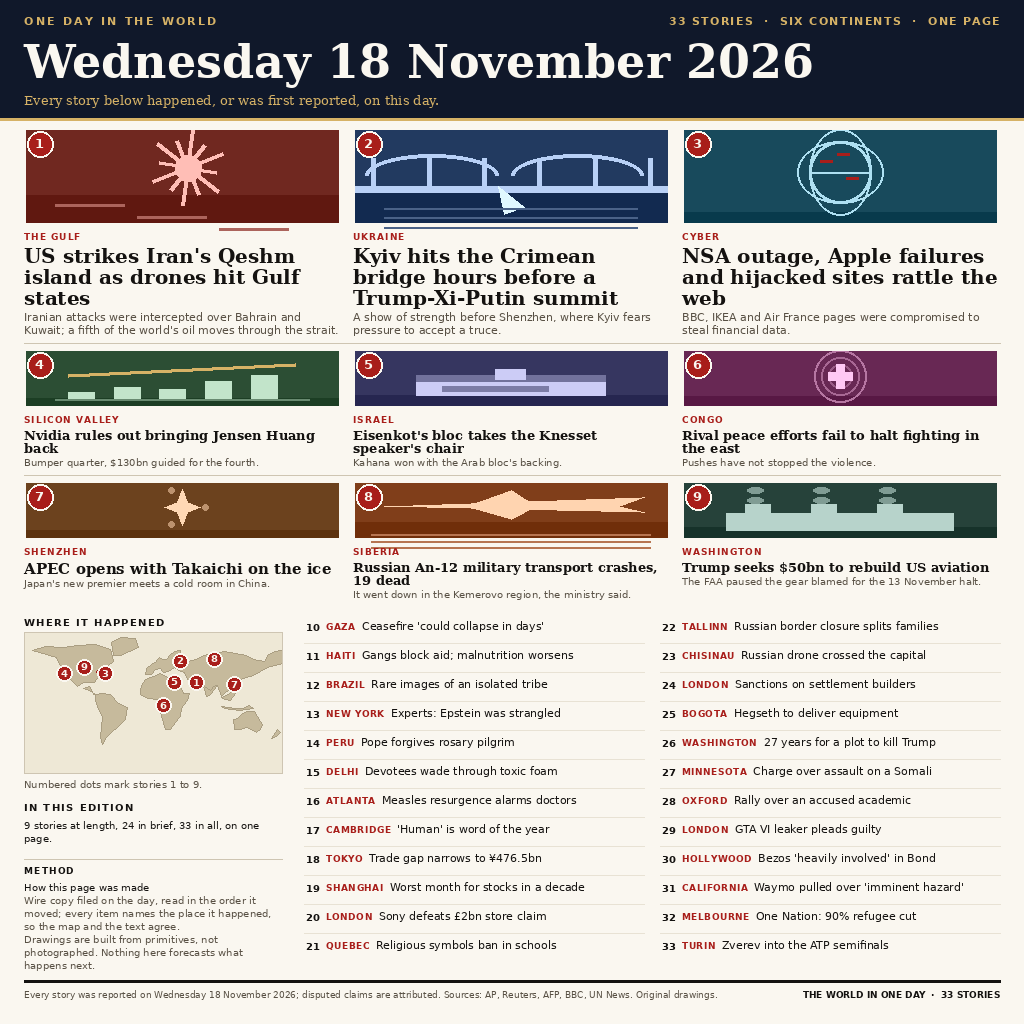 ONE DAY IN THE WORLD
33 STORIES · SIX CONTINENTS · ONE PAGE
Wednesday 18 November 2026
Every story below happened, or was first reported, on this day.
1
THE GULF
US strikes Iran's Qeshm
island as drones hit Gulf
states
Iranian attacks were intercepted over Bahrain and
Kuwait; a fifth of the world's oil moves through the strait.
2
UKRAINE
Kyiv hits the Crimean
bridge hours before a
Trump-Xi-Putin summit
A show of strength before Shenzhen, where Kyiv fears
pressure to accept a truce.
3
CYBER
NSA outage, Apple failures
and hijacked sites rattle the
web
BBC, IKEA and Air France pages were compromised to
steal financial data.
4
SILICON VALLEY
Nvidia rules out bringing Jensen Huang
back
Bumper quarter, $130bn guided for the fourth.
5
ISRAEL
Eisenkot's bloc takes the Knesset
speaker's chair
Kahana won with the Arab bloc's backing.
6
CONGO
Rival peace efforts fail to halt fighting in
the east
Pushes have not stopped the violence.
7
SHENZHEN
APEC opens with Takaichi on the ice
Japan's new premier meets a cold room in China.
8
SIBERIA
Russian An-12 military transport crashes,
19 dead
It went down in the Kemerovo region, the ministry said.
9
WASHINGTON
Trump seeks $50bn to rebuild US aviation
The FAA paused the gear blamed for the 13 November halt.
WHERE IT HAPPENED
4
9
3
2
8
5
1
7
6
Numbered dots mark stories 1 to 9.
IN THIS EDITION
9 stories at length, 24 in brief, 33 in all, on one
page.
METHOD
How this page was made
Wire copy filed on the day, read in the order it
moved; every item names the place it happened,
so the map and the text agree.
Drawings are built from primitives, not
photographed. Nothing here forecasts what
happens next.
10 GAZA Ceasefire 'could collapse in days'
11 HAITI Gangs block aid; malnutrition worsens
12 BRAZIL Rare images of an isolated tribe
13 NEW YORK Experts: Epstein was strangled
14 PERU Pope forgives rosary pilgrim
15 DELHI Devotees wade through toxic foam
16 ATLANTA Measles resurgence alarms doctors
17 CAMBRIDGE 'Human' is word of the year
18 TOKYO Trade gap narrows to ¥476.5bn
19 SHANGHAI Worst month for stocks in a decade
20 LONDON Sony defeats £2bn store claim
21 QUEBEC Religious symbols ban in schools
22 TALLINN Russian border closure splits families
23 CHISINAU Russian drone crossed the capital
24 LONDON Sanctions on settlement builders
25 BOGOTA Hegseth to deliver equipment
26 WASHINGTON 27 years for a plot to kill Trump
27 MINNESOTA Charge over assault on a Somali
28 OXFORD Rally over an accused academic
29 LONDON GTA VI leaker pleads guilty
30 HOLLYWOOD Bezos 'heavily involved' in Bond
31 CALIFORNIA Waymo pulled over 'imminent hazard'
32 MELBOURNE One Nation: 90% refugee cut
33 TURIN Zverev into the ATP semifinals
Every story was reported on Wednesday 18 November 2026; disputed claims are attributed. Sources: AP, Reuters, AFP, BBC, UN News. Original drawings.
THE WORLD IN ONE DAY · 33 STORIES